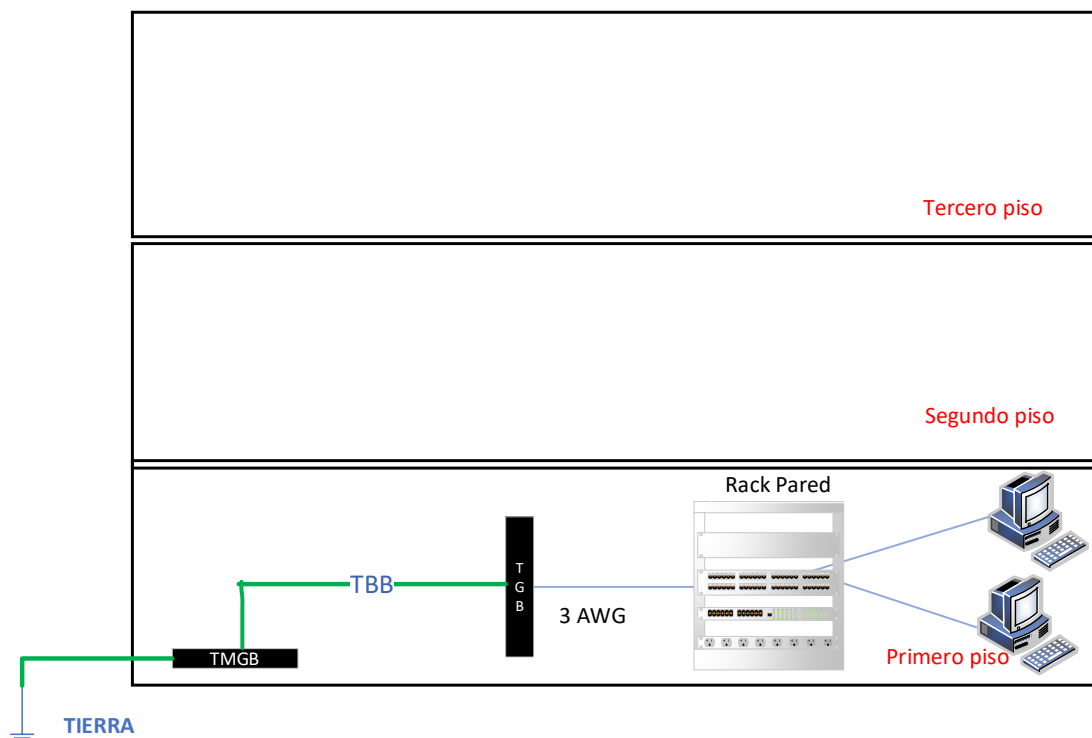 Tercero piso
Segundo piso
Rack Pared
TBB
T
G
B
3 AWG
TMGB
Primero piso
TIERRA